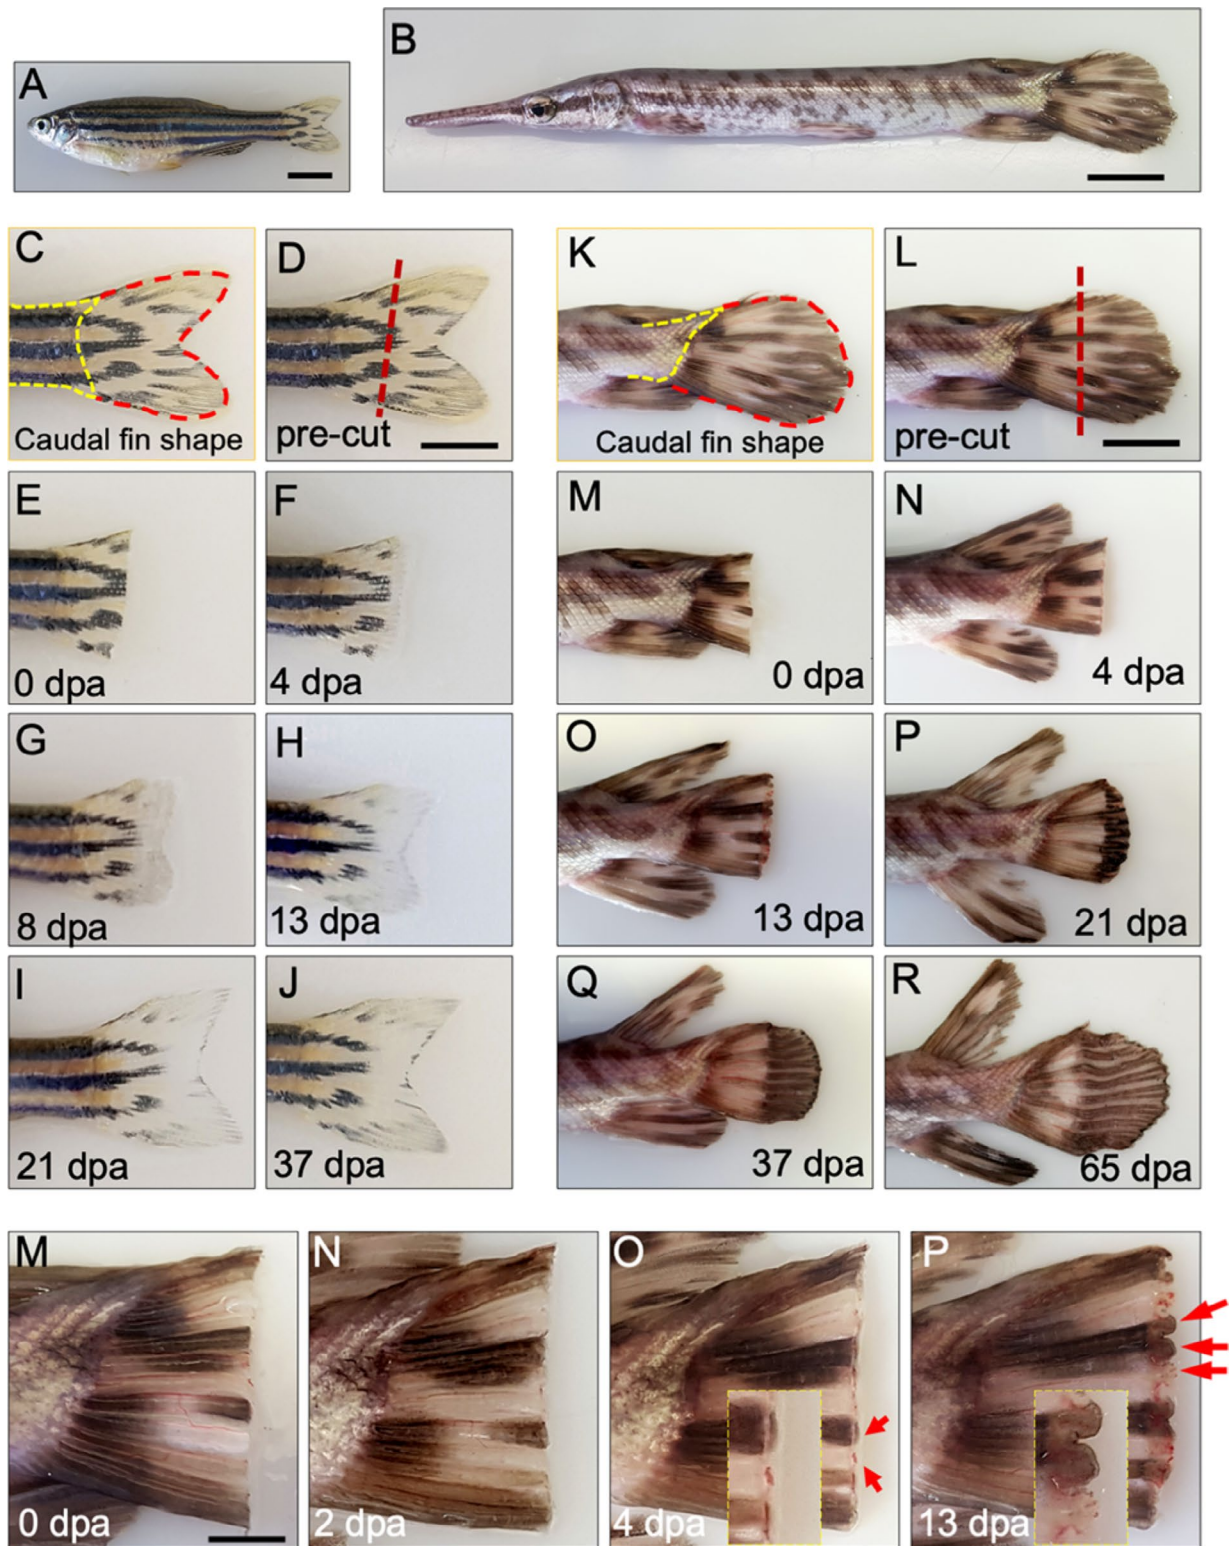 A
B
C
Caudal fin shape
D
pre-cut
K
Caudal fin shape
L
pre-cut
E
0 dpa
F
4 dpa
M
0 dpa
N
4 dpa
G
8 dpa
H
13 dpa
O
13 dpa
P
21 dpa
I
21 dpa
J
37 dpa
Q
37 dpa
R
65 dpa
M
0 dpa
N
2 dpa
O
4 dpa
P
13 dpa